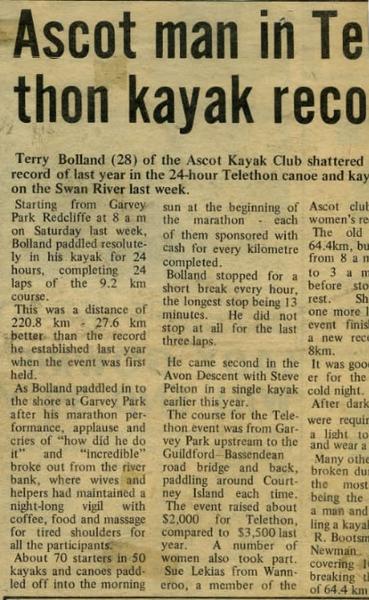 Ascot man in Te
thon kayak reco
Terry Bolland (28) of the Ascot Kayak Club shattered
record of last year in the 24-hour Telethon canoe and kay
on the Swan River last week.
Starting from Garvey
Park Redcliffe at 8 a m
on Saturday last week,
Bolland paddled resolute-
ly in his kayak for 24
hours, completing 24
laps of the 9.2 km
course.
This was a distance of
220.8 km - 27.6 km
better than the record
he established last year
when the event was first
held.
As Bolland paddled in to
the shore at Garvey Park
after his marathon per-
formance, applause and
cries of "how did he do
it" and "incredible"
broke out from the river
bank, where wives and
helpers had maintained a
night-long vigil with
coffee, food and massage
for tired shoulders for
all the participants.
About 70 starters in 50
kayaks and canoes padd-
led off into the morning
sun at the beginning of
the marathon - each
of them sponsored with
cash for every kilometre
completed.
Bolland stopped for a
short break every hour,
the longest stop being 13
minutes. He did not
stop at all for the last
three laps.
He came second in the
Avon Descent with Steve
Pelton in a single kayak
earlier this year.
The course for the Tele-
thon event was from Gar-
vey Park upstream to the
Guildford-Bassendean
road bridge and back,
paddling around Court-
ney Island each time.
The event raised about
$2,000 for Telethon,
compared to $3,500 last
year. A number of
women also took part.
Sue Lekias from Wann-
eroo, a member of the
Ascot club
women's re
The old
64.4km, bu
from 8 a m
to 3 a m
before sto
rest. Sh
one more l
event finis
a new reco
8km.
It was goo
er for the
cold night.
After dark
were requir
a light to
and wear a
Many othe
broken du
the most
being the
a man and
ling a kayal
R. Bootsm
Newman
covering 10
breaking th
of 64.4 km